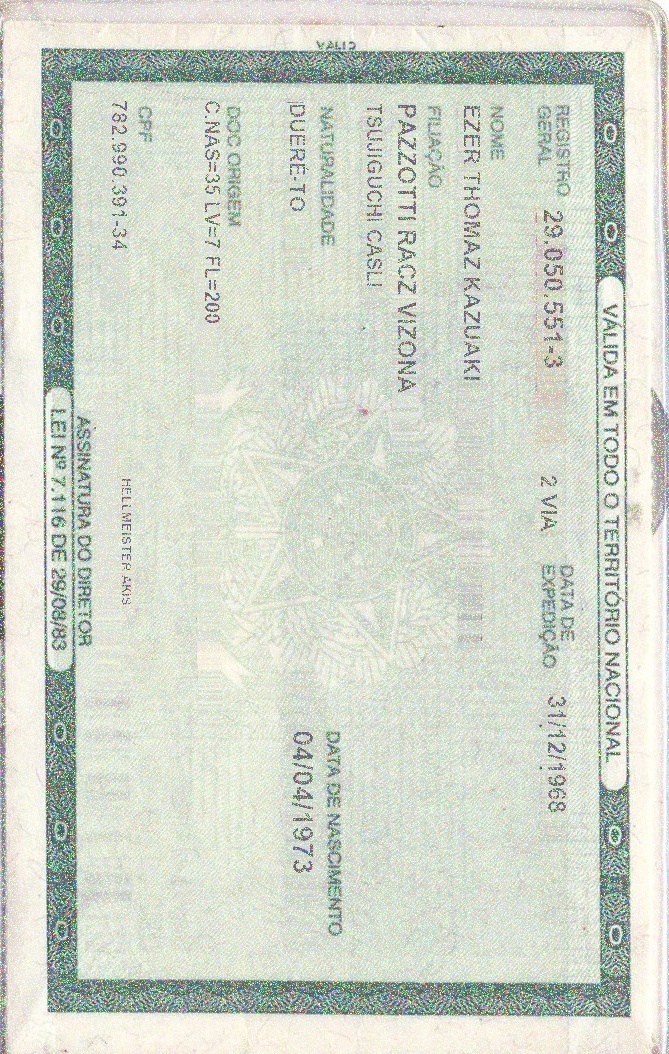 VÁLIDA EM TODO O TERRITÓRIO NACIONAL
REGISTRO GERAL 29.050.551-3 2 VIA DATA DE EXPEDIÇÃO 31/12/1968
NOME
EZER THOMAZ KAZUAKI
FILIAÇÃO
PAZZOTTI RACZ VIZONA
TSUJIGUCHI CASLI
NATURALIDADE DATA DE NASCIMENTO
DUERÉ-TO 04/04/1973
DOC ORIGEM
C.NAS=35 LV=7 FL=200
CPF
782.990.391-34
HELLMEISTER AKIS
ASSINATURA DO DIRETOR
LEI Nº 7.116 DE 29/08/83